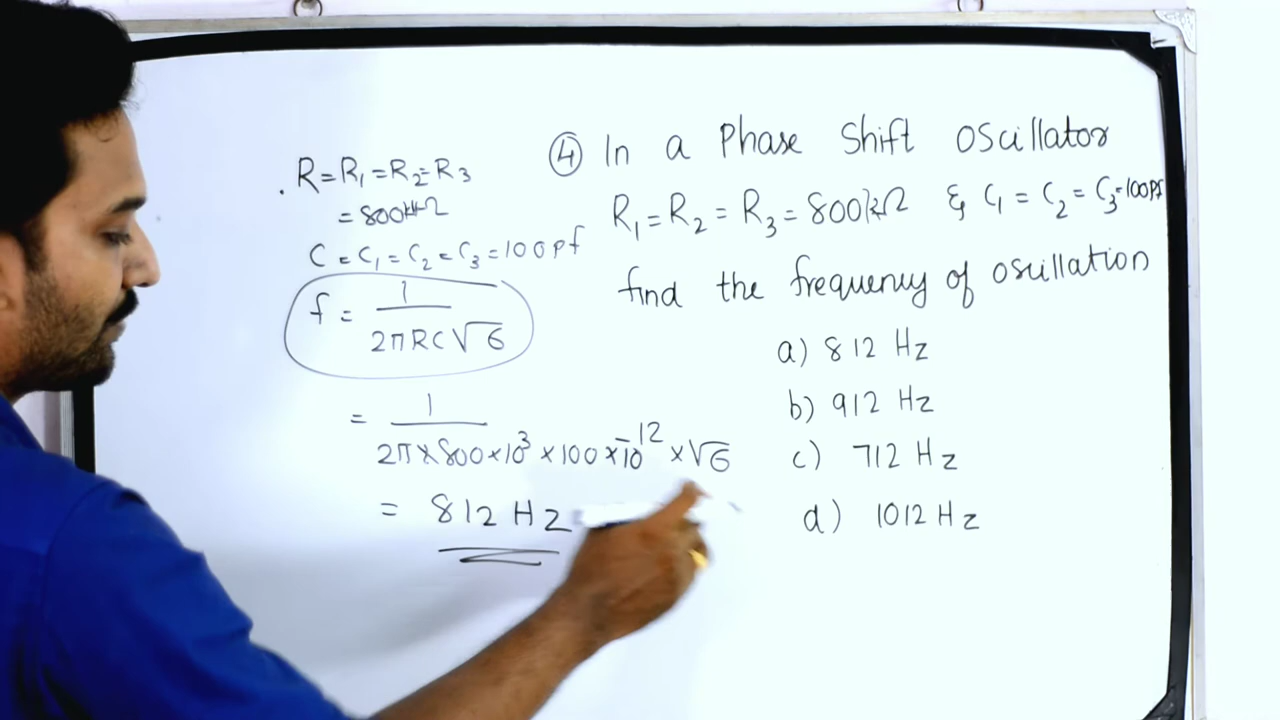 ④ In a Phase Shift Oscillator
R₁ = R₂ = R₃ = 800kΩ & C₁ = C₂ = C₃ = 100pf
find the frequency of oscillation
a) 812 Hz
b) 912 Hz
c) 712 Hz
d) 1012 Hz
R = R₁ = R₂ = R₃
= 800kΩ
C = C₁ = C₂ = C₃ = 100pf
f = 1 / 2πRC√6
= 1 / 2π × 800 × 10³ × 100 × 10⁻¹² × √6
= 812 Hz